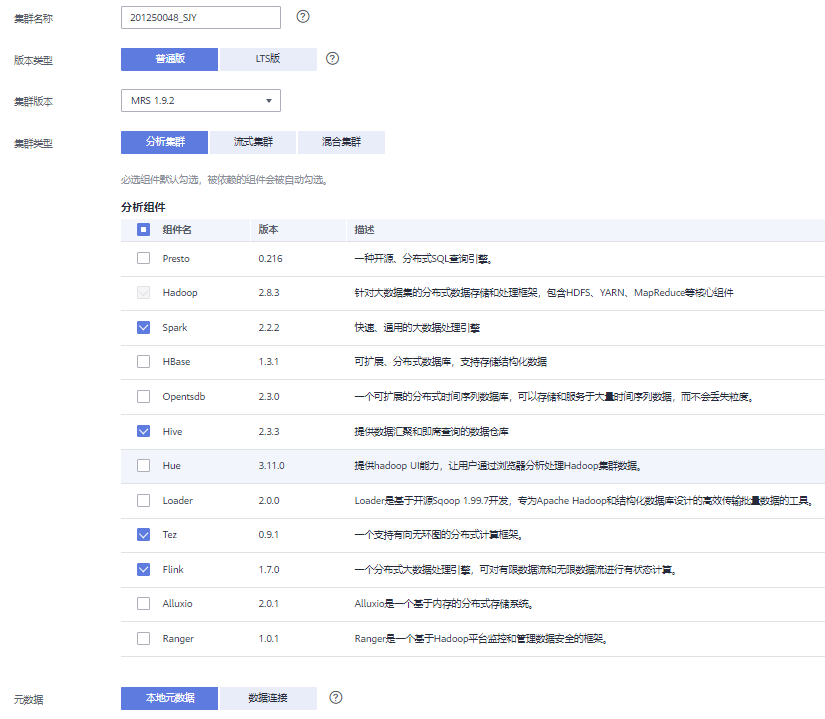 集群名称 201250048_SJY ?
版本类型 普通版 LTS版 ?
集群版本 MRS 1.9.2
集群类型 分析集群 流式集群 混合集群
必选组件默认勾选，被依赖的组件会被自动勾选。
分析组件
组件名 版本 描述
Presto 0.216 一种开源、分布式SQL查询引擎。
Hadoop 2.8.3 针对大数据集的分布式数据存储和处理框架，包含HDFS、YARN、MapReduce等核心组件
Spark 2.2.2 快速、通用的大数据处理引擎
HBase 1.3.1 可扩展、分布式数据库，支持存储结构化数据
Opentsdb 2.3.0 一个可扩展的分布式时间序列数据库，可以存储和服务于大量时间序列数据，而不会丢失粒度。
Hive 2.3.3 提供数据汇聚和即席查询的数据仓库
Hue 3.11.0 提供hadoop UI能力，让用户通过浏览器分析处理Hadoop集群数据。
Loader 2.0.0 Loader是基于开源Sqoop 1.99.7开发，专为Apache Hadoop和结构化数据库设计的高效传输批量数据的工具。
Tez 0.9.1 一个支持有向无环图的分布式计算框架。
Flink 1.7.0 一个分布式大数据处理引擎，可对有限数据流和无限数据流进行有状态计算。
Alluxio 2.0.1 Alluxio是一个基于内存的分布式存储系统。
Ranger 1.0.1 Ranger是一个基于Hadoop平台监控和管理数据安全的框架。
元数据 本地元数据 数据连接 ?